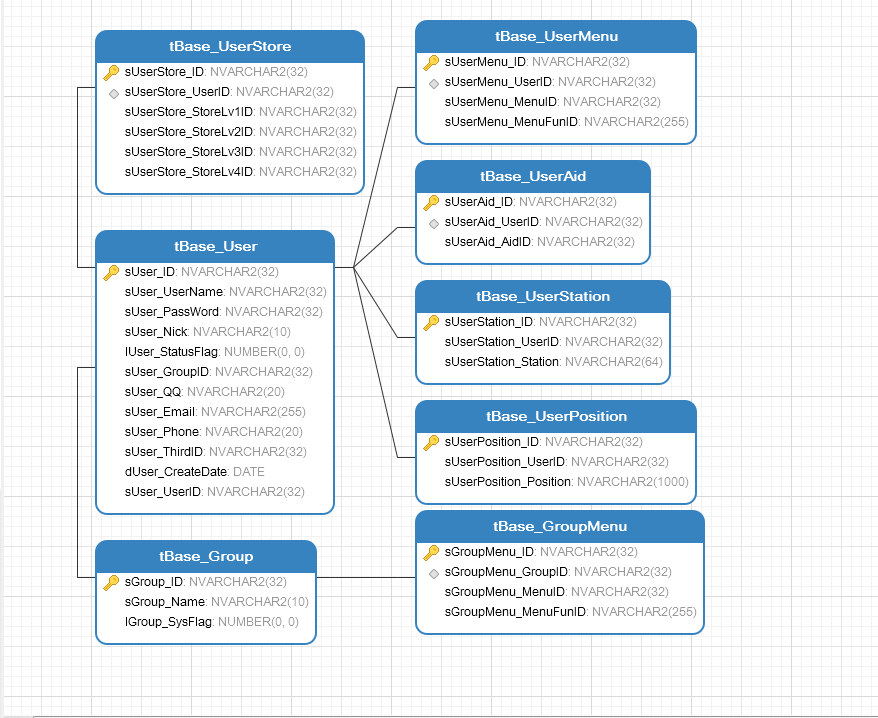 tBase_UserStore
sUserStore_ID: NVARCHAR2(32)
sUserStore_UserID: NVARCHAR2(32)
sUserStore_StoreLv1ID: NVARCHAR2(32)
sUserStore_StoreLv2ID: NVARCHAR2(32)
sUserStore_StoreLv3ID: NVARCHAR2(32)
sUserStore_StoreLv4ID: NVARCHAR2(32)
tBase_User
sUser_ID: NVARCHAR2(32)
sUser_UserName: NVARCHAR2(32)
sUser_PassWord: NVARCHAR2(32)
sUser_Nick: NVARCHAR2(10)
lUser_StatusFlag: NUMBER(0, 0)
sUser_GroupID: NVARCHAR2(32)
sUser_QQ: NVARCHAR2(20)
sUser_Email: NVARCHAR2(255)
sUser_Phone: NVARCHAR2(20)
sUser_ThirdID: NVARCHAR2(32)
dUser_CreateDate: DATE
sUser_UserID: NVARCHAR2(32)
tBase_Group
sGroup_ID: NVARCHAR2(32)
sGroup_Name: NVARCHAR2(10)
lGroup_SysFlag: NUMBER(0, 0)
tBase_UserMenu
sUserMenu_ID: NVARCHAR2(32)
sUserMenu_UserID: NVARCHAR2(32)
sUserMenu_MenuID: NVARCHAR2(32)
sUserMenu_MenuFunID: NVARCHAR2(255)
tBase_UserAid
sUserAid_ID: NVARCHAR2(32)
sUserAid_UserID: NVARCHAR2(32)
sUserAid_AidID: NVARCHAR2(32)
tBase_UserStation
sUserStation_ID: NVARCHAR2(32)
sUserStation_UserID: NVARCHAR2(32)
sUserStation_Station: NVARCHAR2(64)
tBase_UserPosition
sUserPosition_ID: NVARCHAR2(32)
sUserPosition_UserID: NVARCHAR2(32)
sUserPosition_Position: NVARCHAR2(1000)
tBase_GroupMenu
sGroupMenu_ID: NVARCHAR2(32)
sGroupMenu_GroupID: NVARCHAR2(32)
sGroupMenu_MenuID: NVARCHAR2(32)
sGroupMenu_MenuFunID: NVARCHAR2(255)